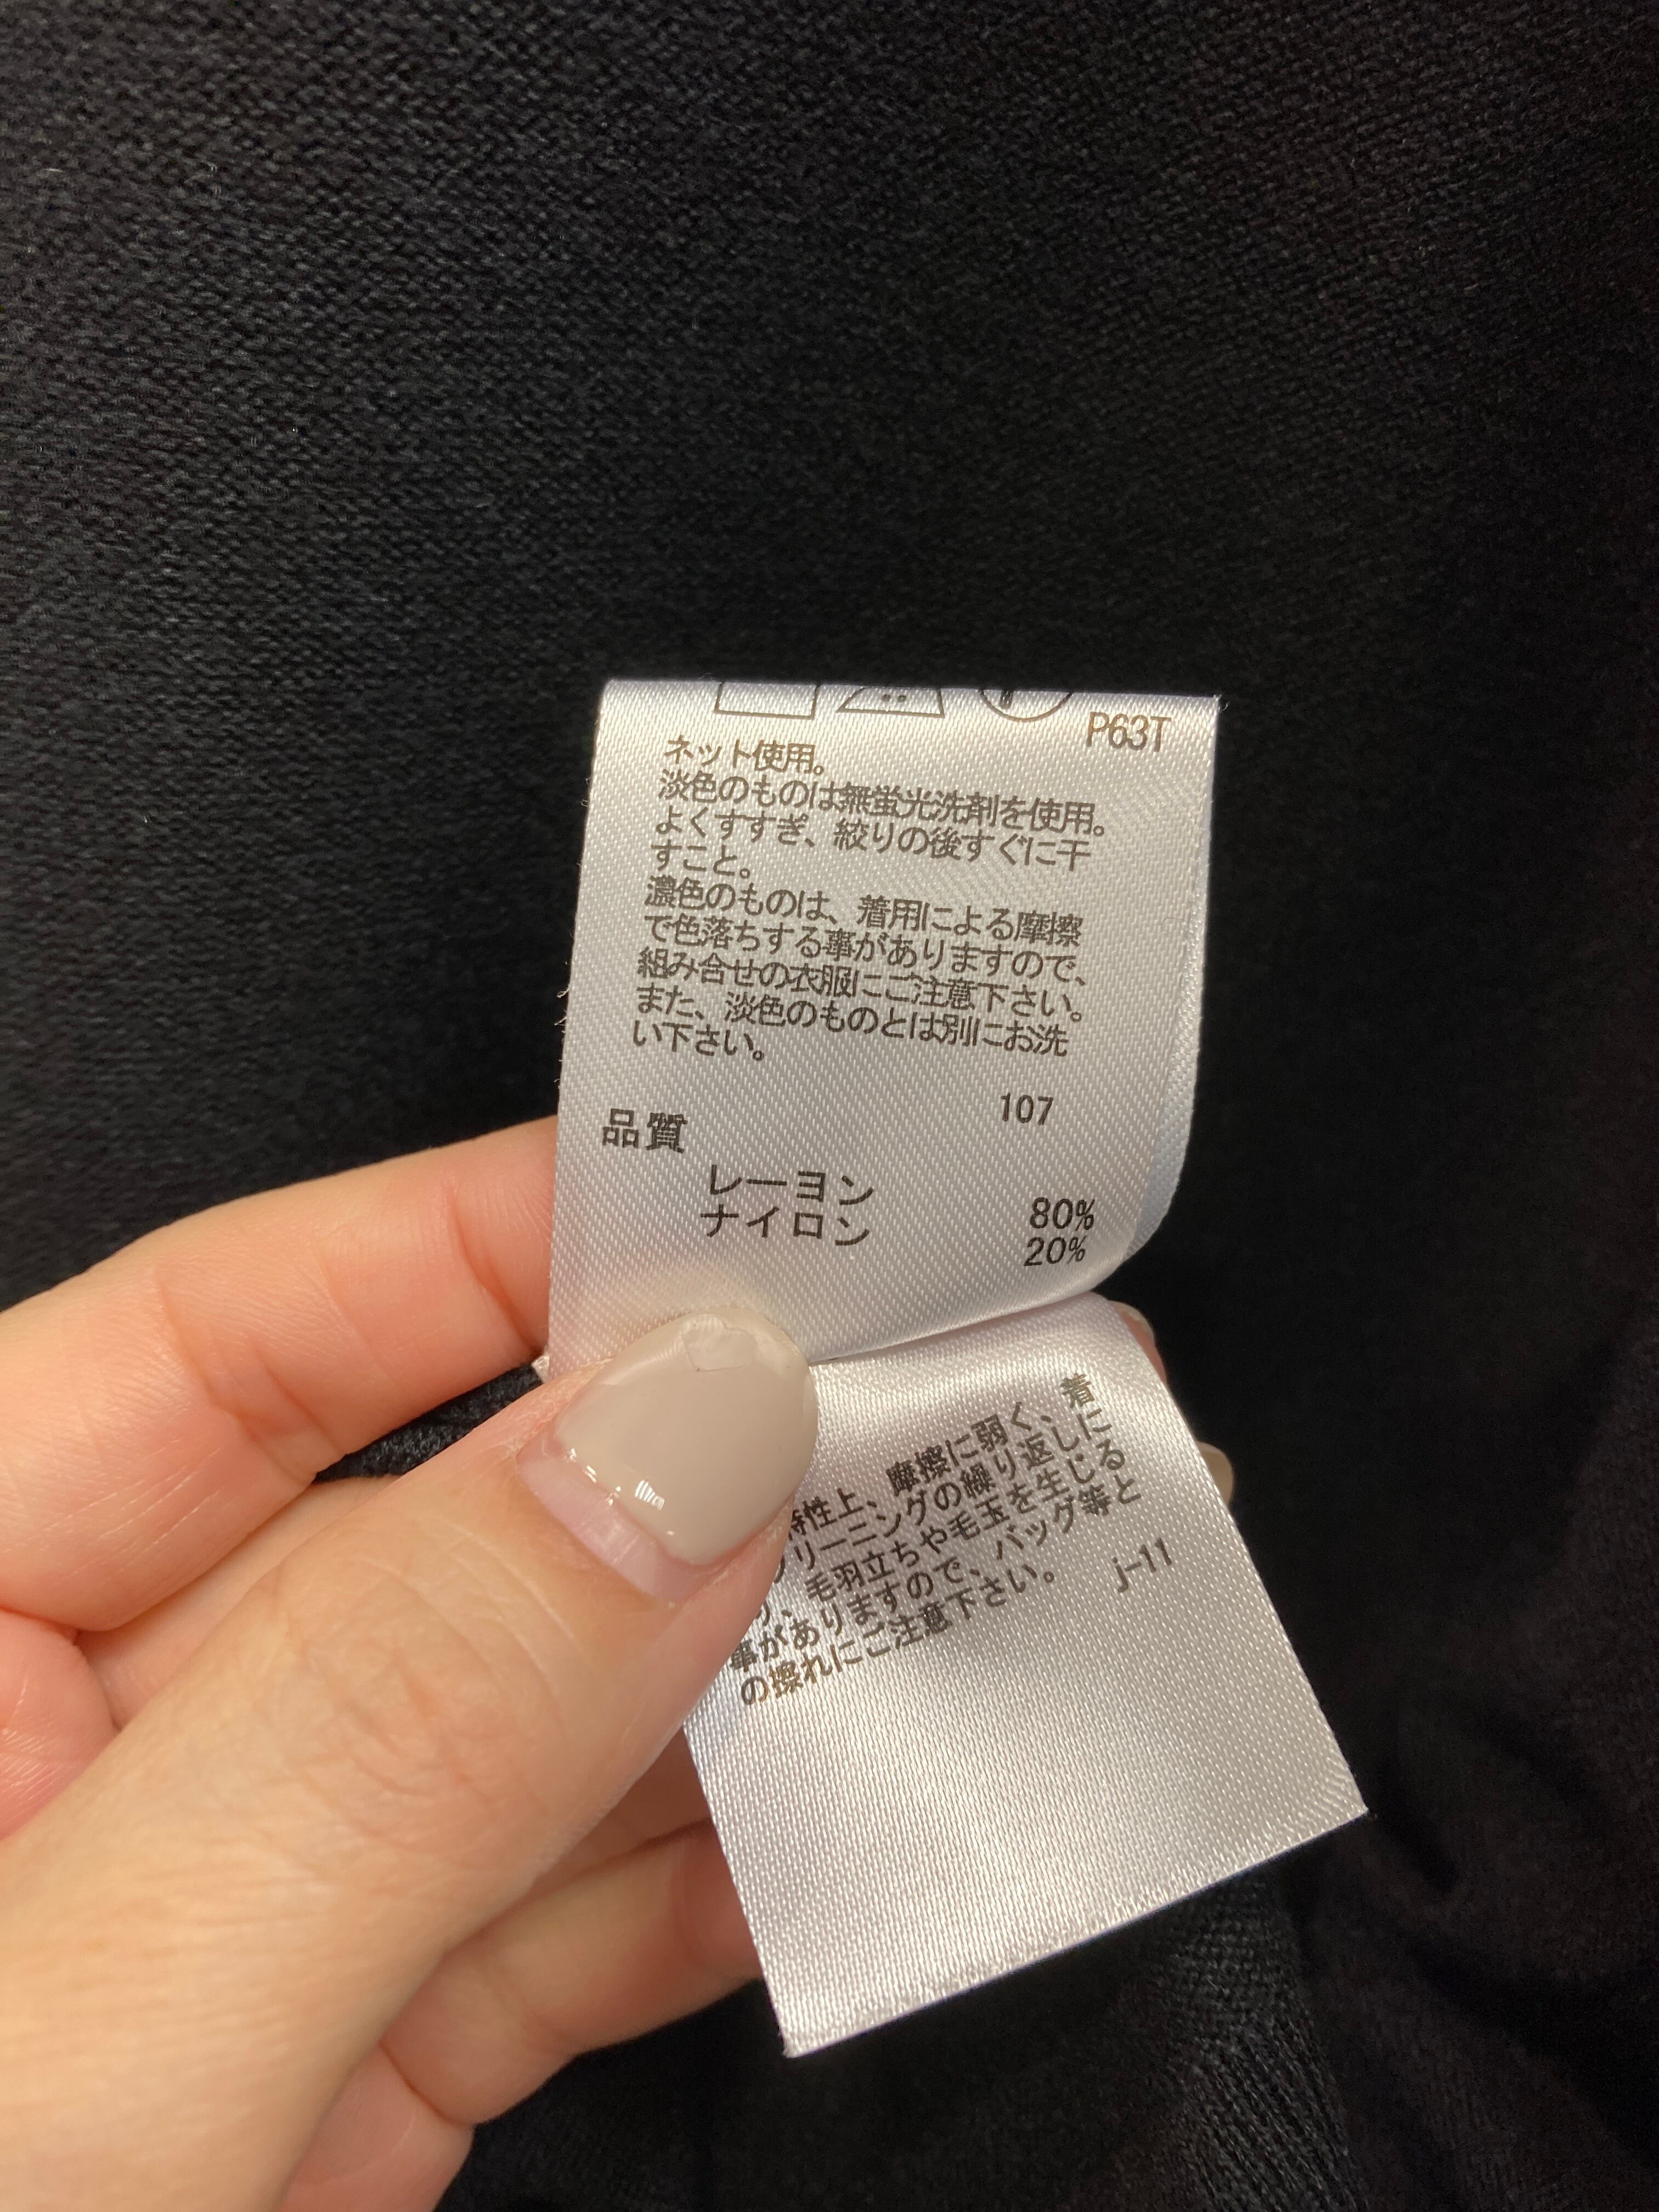 P63T
ネット使用。
淡色のものは無蛍光洗剤を使用。
よくすすぎ、絞りの後すぐに干
すこと。
濃色のものは、着用による摩擦
で色落ちする事がありますので、
組み合せの衣服にご注意下さい。
また、淡色のものとは別にお洗
い下さい。
107
品質
レーヨン 80%
ナイロン 20%
特性上、摩擦に弱く、着
リーニングの繰り返しに
り、毛羽立ちや毛玉を生じる
事がありますので、バッグ等と
の擦れにご注意下さい。
j-11